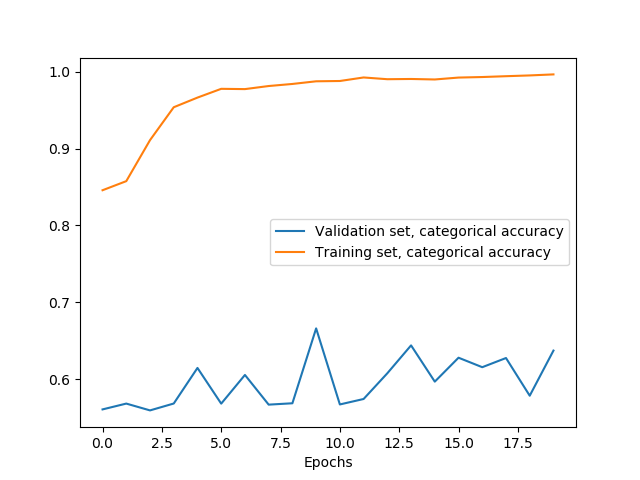 1.0
0.9
0.8
Validation set, categorical accuracy
Training set, categorical accuracy
0.7
0.6
0.0 2.5 5.0 7.5 10.0 12.5 15.0 17.5
Epochs